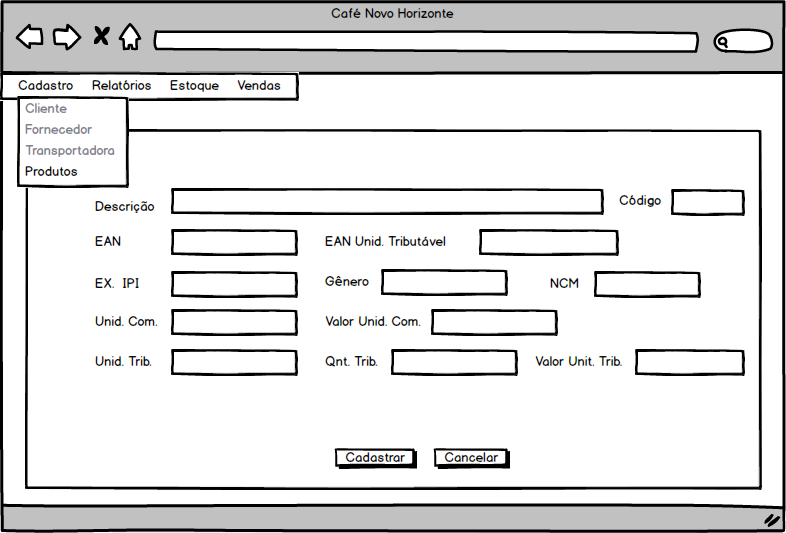 Café Novo Horizonte
Cadastro Relatórios Estoque Vendas
Cliente
Fornecedor
Transportadora
Produtos
Descrição Código
EAN EAN Unid. Tributável
EX. IPI Gênero NCM
Unid. Com. Valor Unid. Com.
Unid. Trib. Qnt. Trib. Valor Unit. Trib.
Cadastrar Cancelar